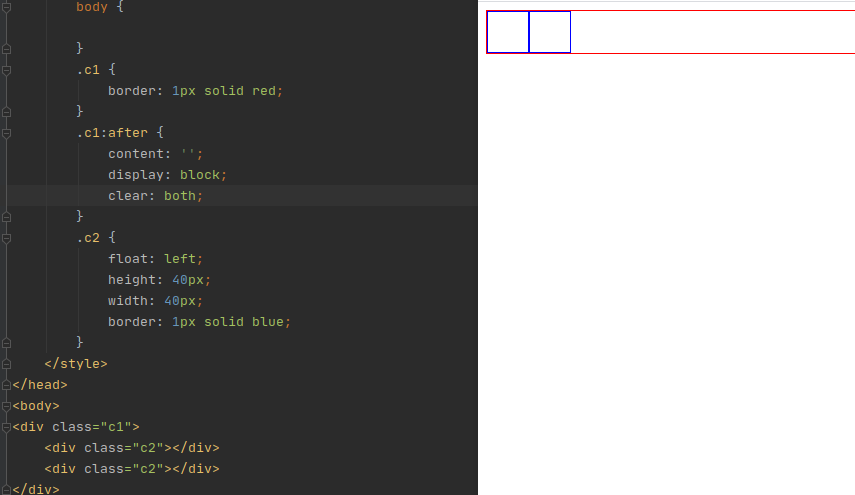 body {
}
.c1 {
border: 1px solid red;
}
.c1:after {
content: '';
display: block;
clear: both;
}
.c2 {
float: left;
height: 40px;
width: 40px;
border: 1px solid blue;
}
</style>
</head>
<body>
<div class="c1">
<div class="c2"></div>
<div class="c2"></div>
</div>